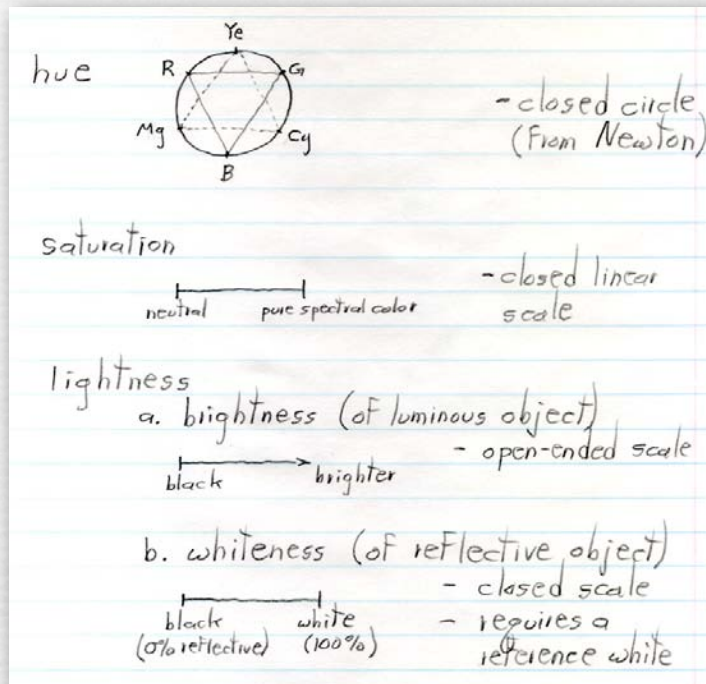 hue
Ye
R
G
Mg
Cy
B
- closed circle
(from Newton)
saturation
neutral
pure spectral color
- closed linear
scale
lightness
a. brightness (of luminous object)
- open-ended scale
black
brighter
b. whiteness (of reflective object)
- closed scale
black
white
- requires a
(0% reflective)
(100%)
reference white